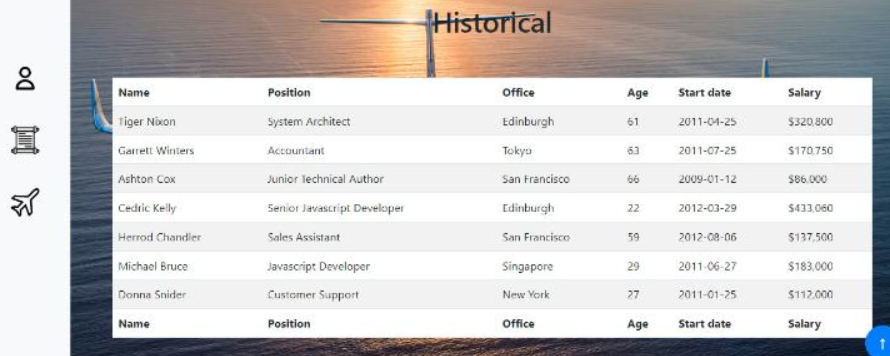 Historical
Name Position Office Age Start date Salary
Tiger Nixon System Architect Edinburgh 61 2011-04-25 $320,800
Garrett Winters Accountant Tokyo 63 2011-07-25 $170,750
Ashton Cox Junior Technical Author San Francisco 66 2009-01-12 $86,000
Cedric Kelly Senior Javascript Developer Edinburgh 22 2012-03-29 $433,060
Herrod Chandler Sales Assistant San Francisco 59 2012-08-06 $137,500
Michael Bruce Javascript Developer Singapore 29 2011-06-27 $183,000
Donna Snider Customer Support New York 27 2011-01-25 $112,000
Name Position Office Age Start date Salary